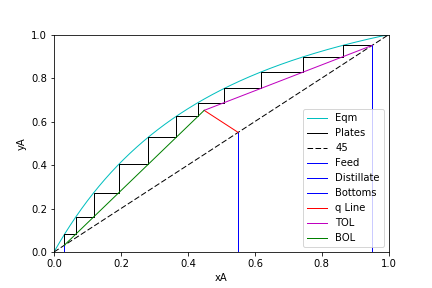 1.0
0.8
0.6
0.4
0.2
0.0
yA
0.0 0.2 0.4 0.6 0.8 1.0
xA
Eqm
Plates
45
Feed
Distillate
Bottoms
q Line
TOL
BOL